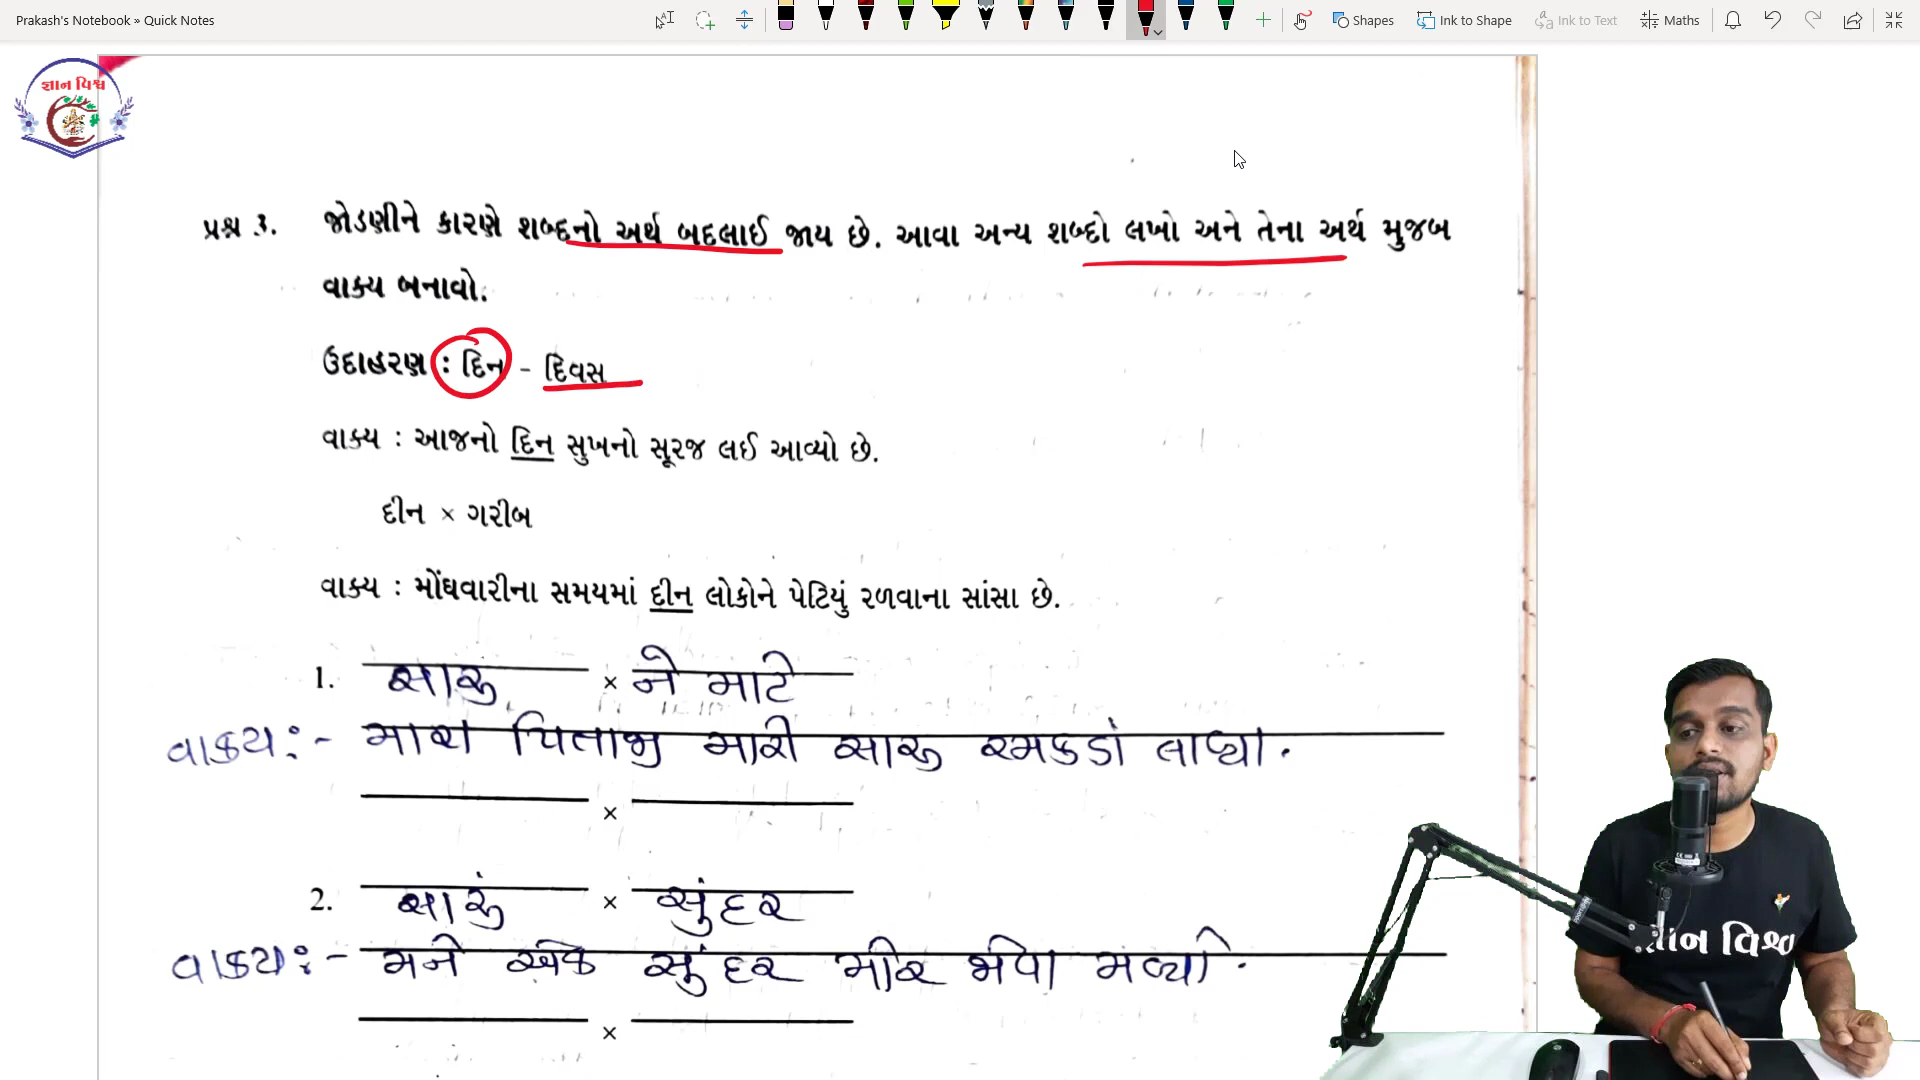 Prakash's Notebook » Quick Notes
Shapes
Ink to Shape
Ink to Text
Maths
જ્ઞાન વિશ્વ
પ્રશ્ન 3. જોડણીને કારણે શબ્દનો અર્થ બદલાઈ જાય છે. આવા અન્ય શબ્દો લખો અને તેના અર્થ મુજબ
વાક્ય બનાવો.
ઉદાહરણ : દિન - દિવસ
વાક્ય : આજનો દિન સુખનો સૂરજ લઈ આવ્યો છે.
દીન × ગરીબ
વાક્ય : મોંઘવારીના સમયમાં દીન લોકોને પેટિયું રળવાના સાંસા છે.
1. સારુ × ને માટે
વાક્ય :- મારા પિતાજી મારી સારુ રમકડાં લાવ્યા.
×
2. સારું × સુંદર
વાક્ય :- મને એક સુંદર મોર જોવા મળ્યો.
×
જ્ઞાન વિશ્વ